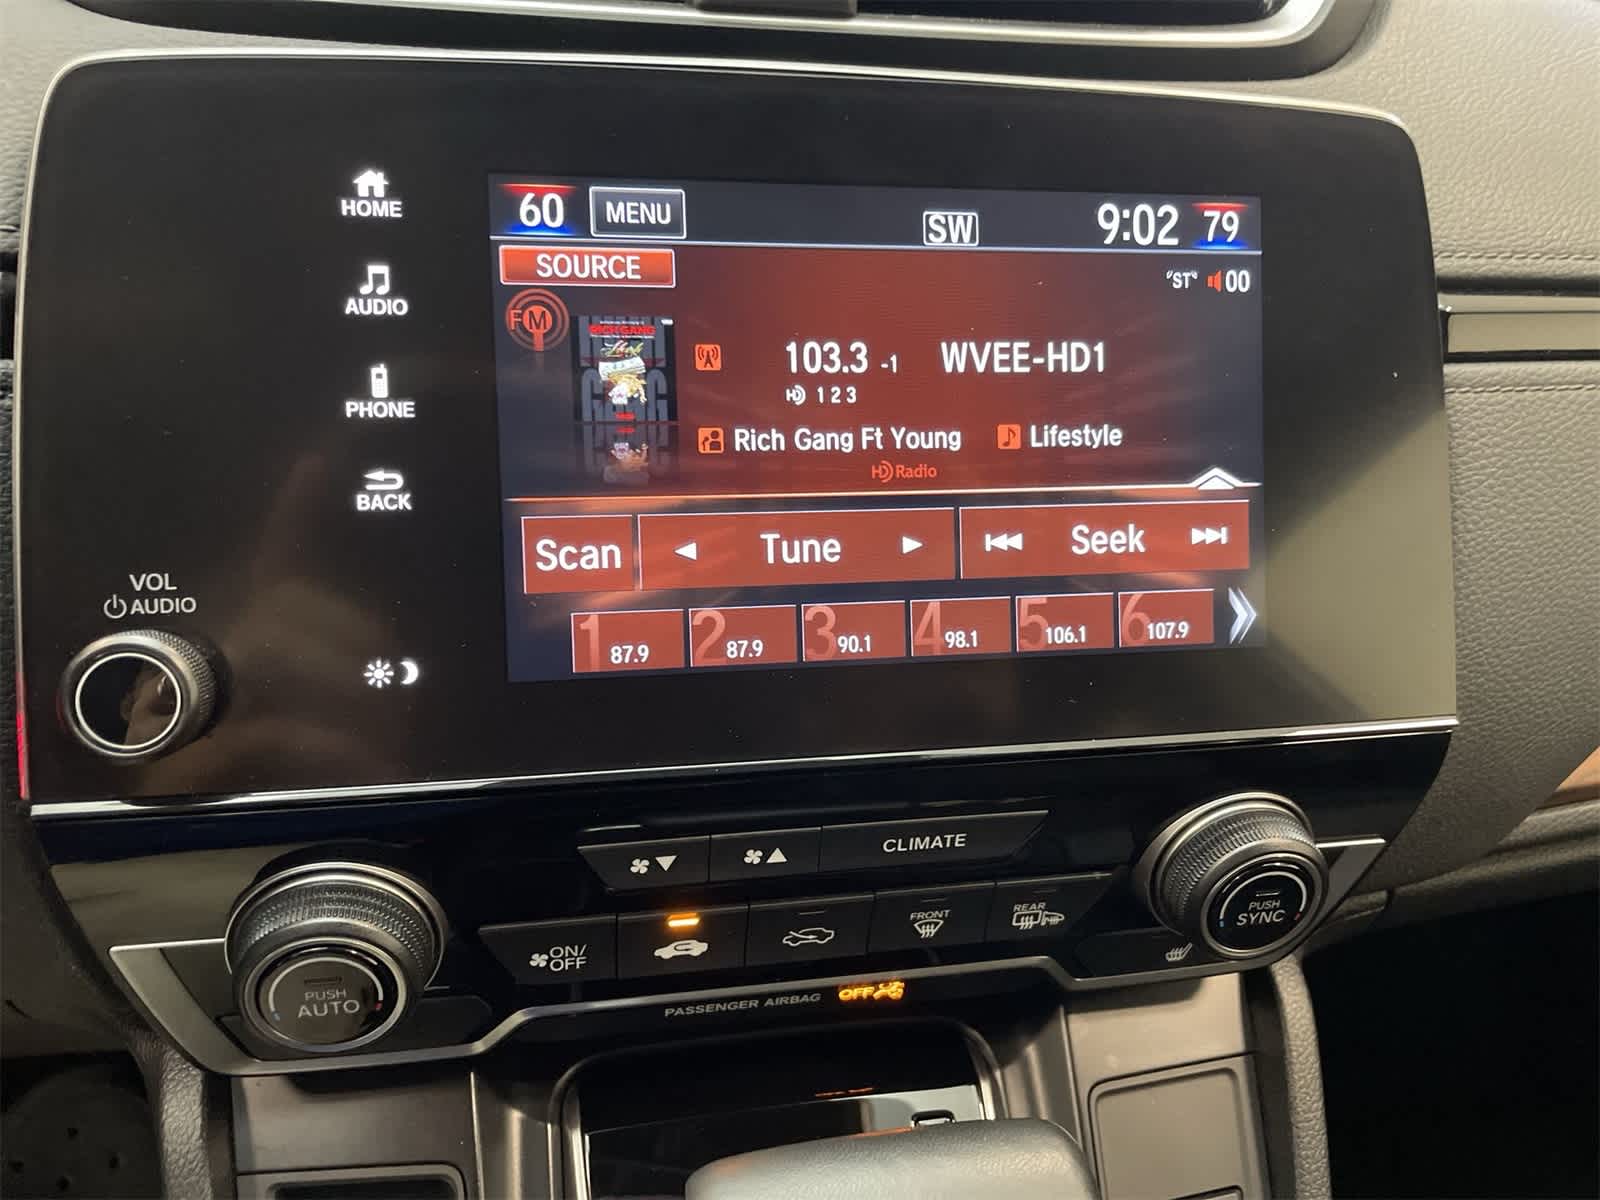 HOME
AUDIO
PHONE
BACK
VOL
AUDIO
60 MENU SW 9:02 79
SOURCE
"ST" 00
FM
RICH GANG
103.3 -1 WVEE-HD1
HD 1 2 3
Rich Gang Ft Young Lifestyle
HD Radio
Scan Tune Seek
1 87.9 2 87.9 3 90.1 4 98.1 5 106.1 6 107.9
CLIMATE
ON/
OFF
FRONT
REAR
PUSH
AUTO
PUSH
SYNC
PASSENGER AIRBAG OFF